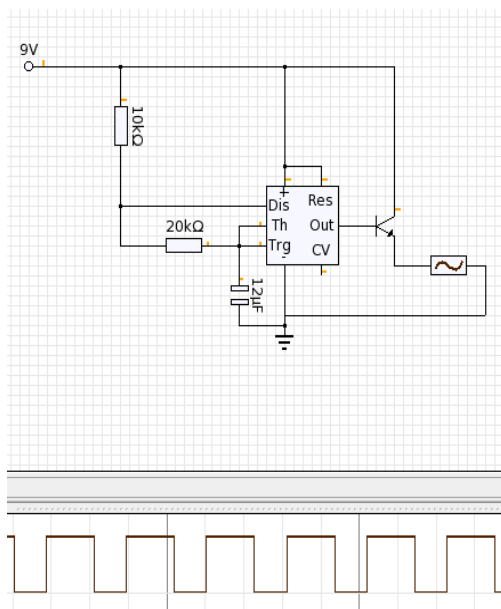 9V
10kΩ
Dis
Res
20kΩ
Th
Out
Trg
CV
12µF